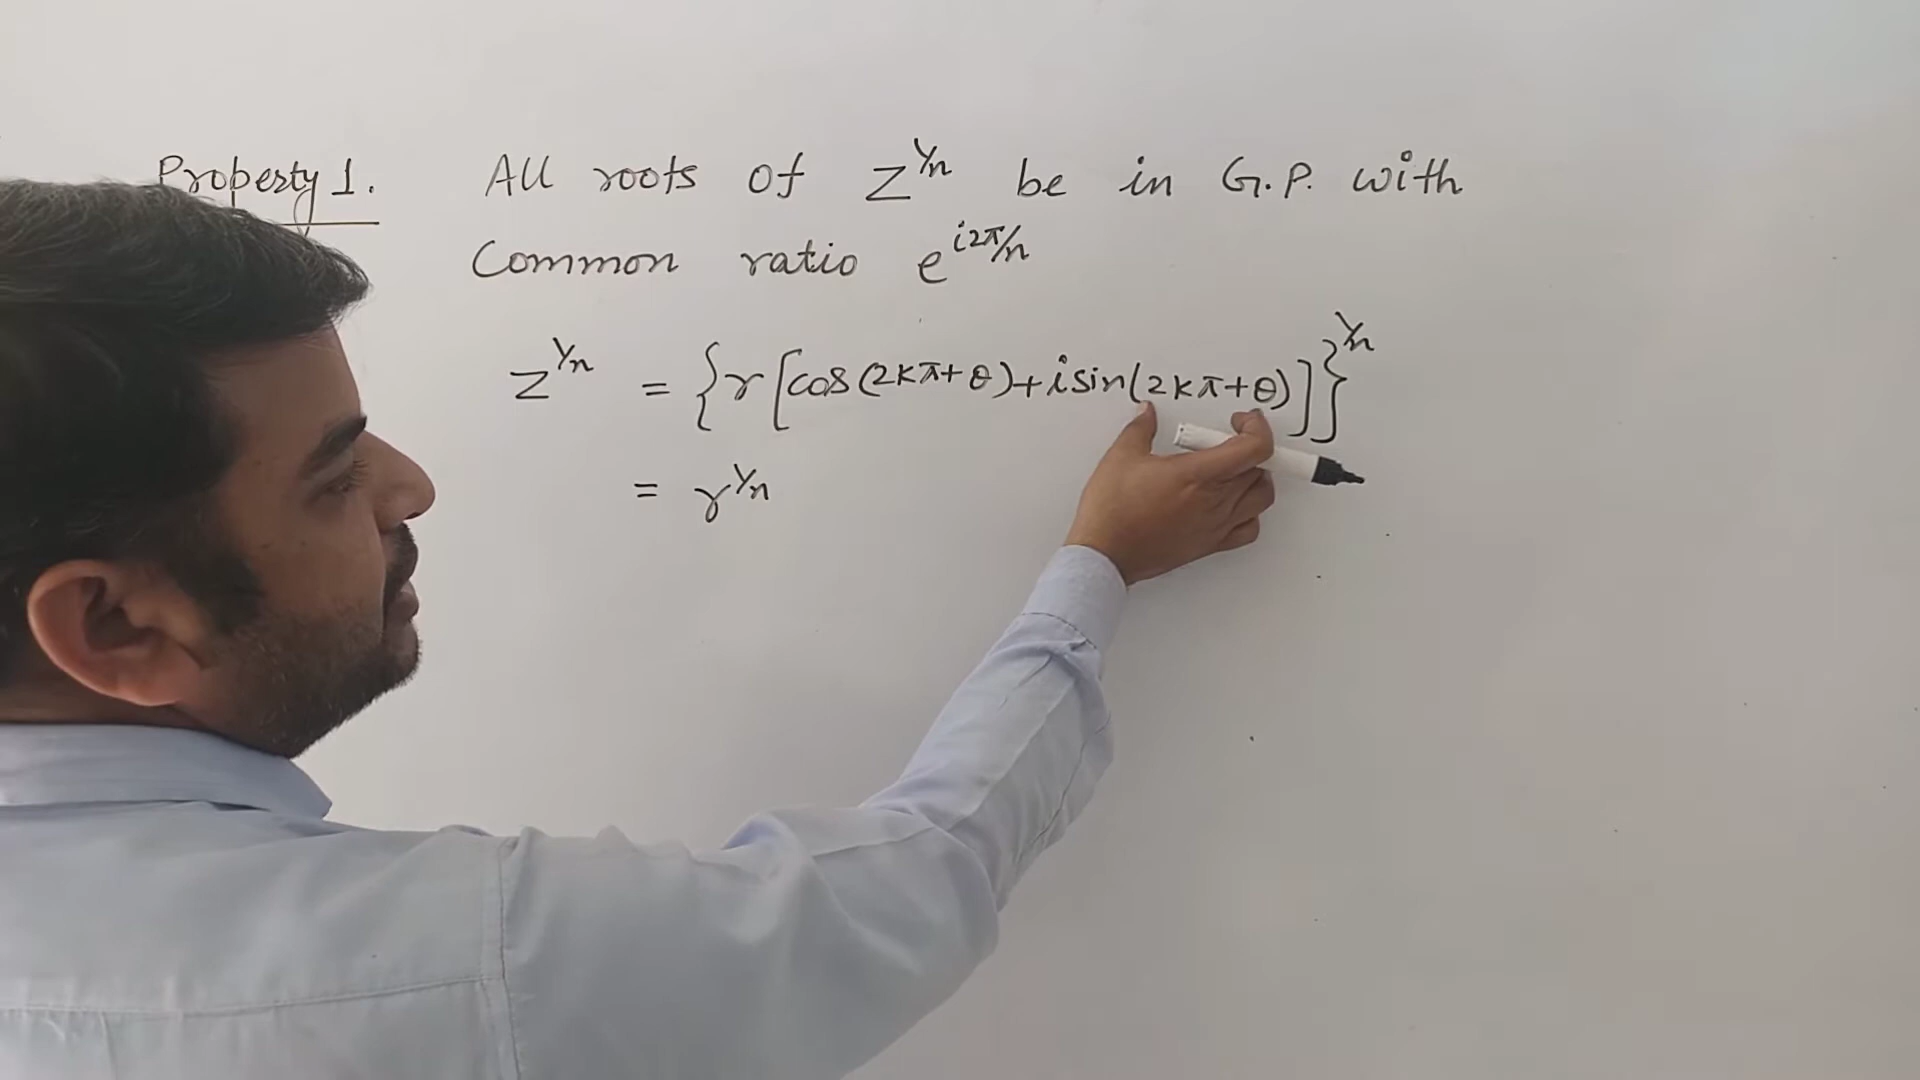 Property 1. All roots of z^1/n be in G.P. with
Common ratio e^i2π/n
z^1/n = {r[cos(2kπ+θ)+isin(2kπ+θ)]}^1/n
= r^1/n